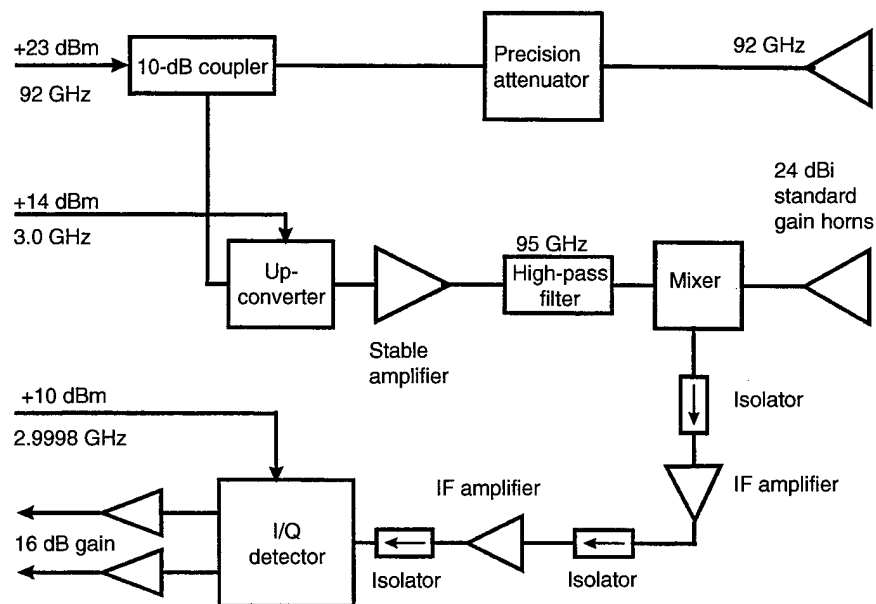 +23 dBm
92 GHz
10-dB coupler
Precision
attenuator
92 GHz
24 dBi
standard
gain horns
+14 dBm
3.0 GHz
Up-
converter
Stable
amplifier
95 GHz
High-pass
filter
Mixer
Isolator
IF amplifier
+10 dBm
2.9998 GHz
I/Q
detector
16 dB gain
IF amplifier
Isolator
Isolator